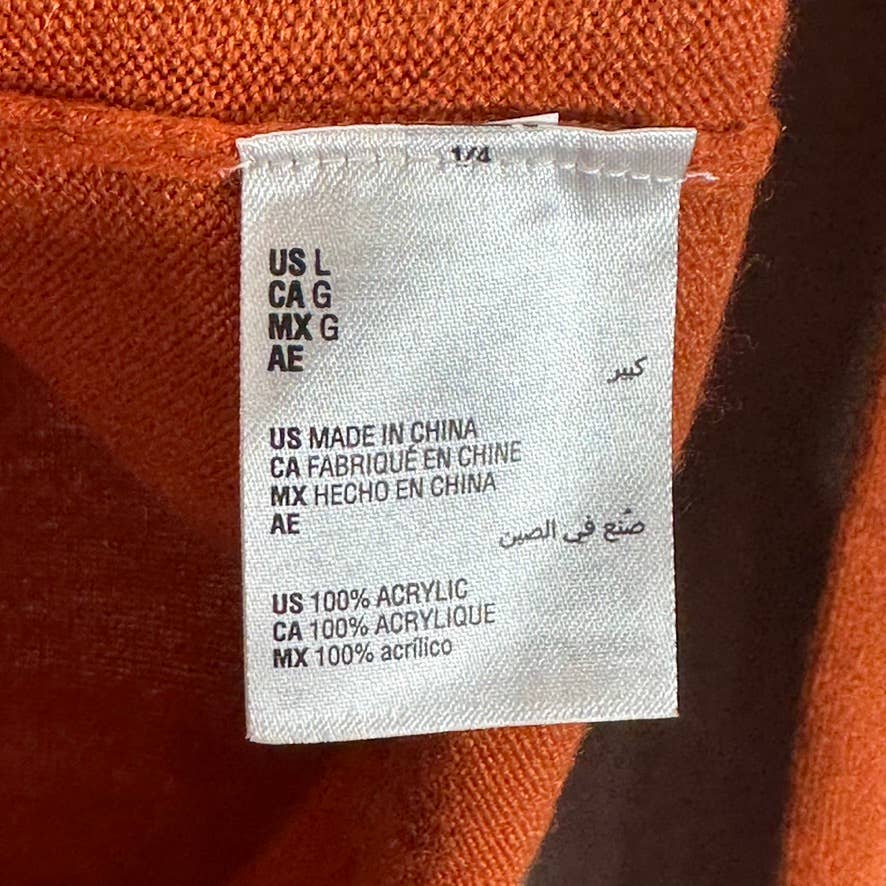 1/4
US L
CA G
MX G
AE
كبير
US MADE IN CHINA
CA FABRIQUÉ EN CHINE
MX HECHO EN CHINA
AE
صُنع في الصين
US 100% ACRYLIC
CA 100% ACRYLIQUE
MX 100% acrílico